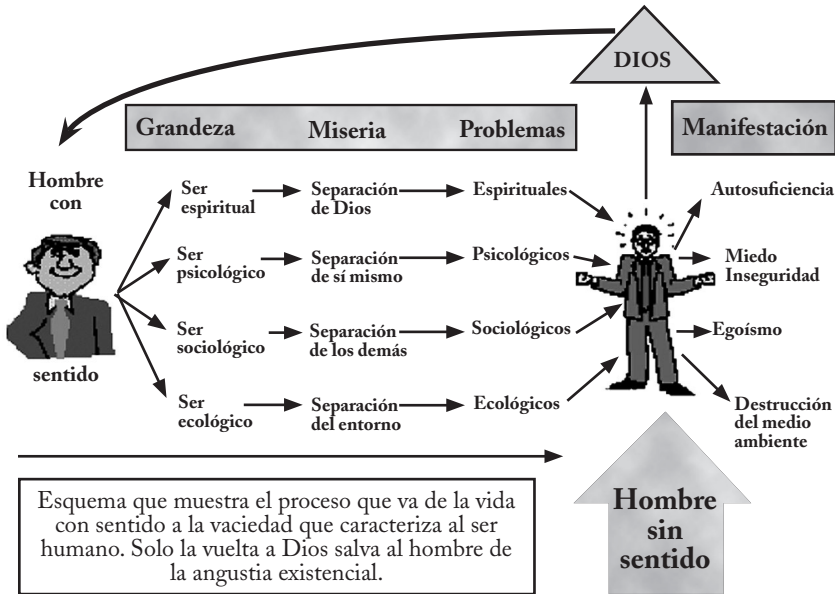 DIOS
Grandeza Miseria Problemas
Manifestación
Hombre
con
sentido
Ser
espiritual
Separación
de Dios
Espirituales
Autosuficiencia
Ser
psicológico
Separación
de sí mismo
Psicológicos
Miedo
Inseguridad
Ser
sociológico
Separación
de los demás
Sociológicos
Egoísmo
Ser
ecológico
Separación
del entorno
Ecológicos
Destrucción
del medio
ambiente
Esquema que muestra el proceso que va de la vida
con sentido a la vaciedad que caracteriza al ser
humano. Solo la vuelta a Dios salva al hombre de
la angustia existencial.
Hombre
sin
sentido